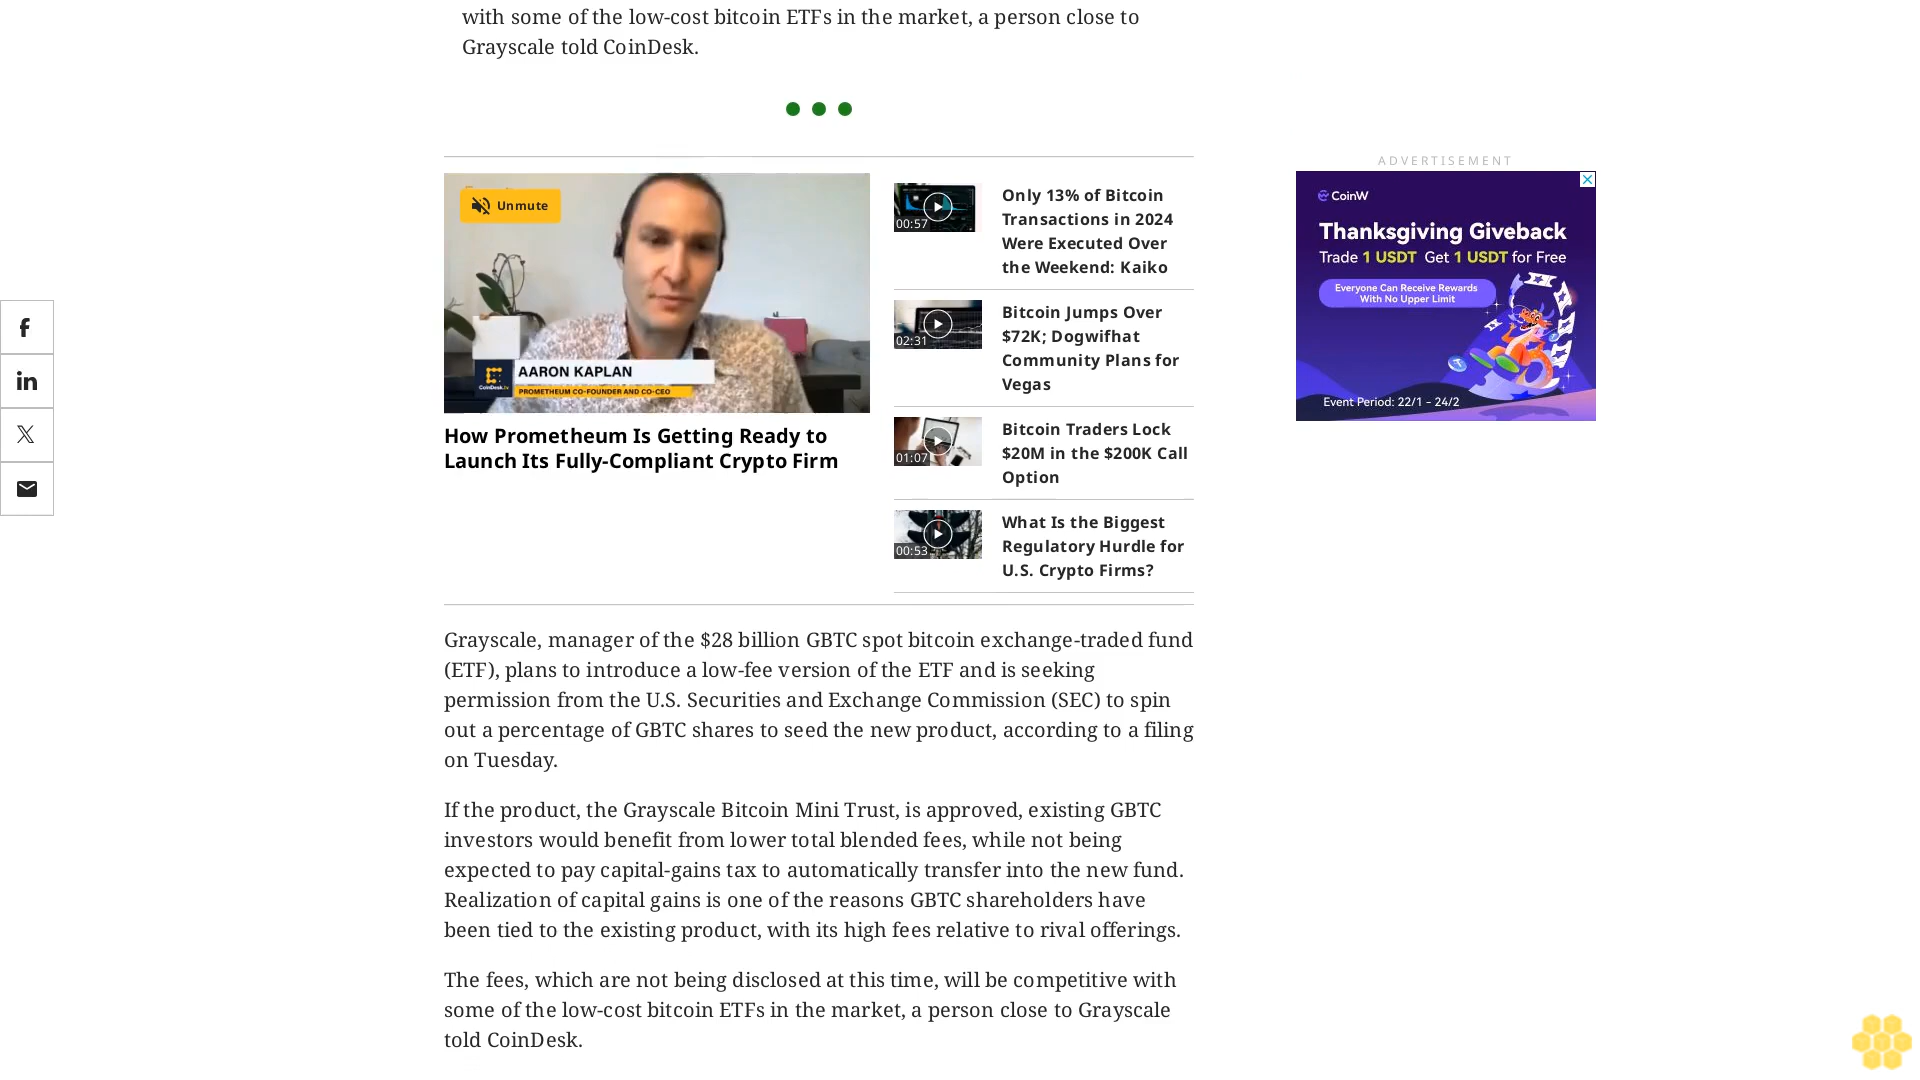 with some of the low-cost bitcoin ETFs in the market, a person close to
Grayscale told CoinDesk.
Unmute
AARON KAPLAN
PROMETHEUM CO-FOUNDER AND CO-CEO
CoinDesk.tv
How Prometheum Is Getting Ready to
Launch Its Fully-Compliant Crypto Firm
00:57
Only 13% of Bitcoin
Transactions in 2024
Were Executed Over
the Weekend: Kaiko
02:31
Bitcoin Jumps Over
$72K; Dogwifhat
Community Plans for
Vegas
01:07
Bitcoin Traders Lock
$20M in the $200K Call
Option
00:53
What Is the Biggest
Regulatory Hurdle for
U.S. Crypto Firms?
ADVERTISEMENT
CoinW
Thanksgiving Giveback
Trade 1 USDT Get 1 USDT for Free
Everyone Can Receive Rewards
With No Upper Limit
Event Period: 22/1 - 24/2
f
in
X
Grayscale, manager of the $28 billion GBTC spot bitcoin exchange-traded fund
(ETF), plans to introduce a low-fee version of the ETF and is seeking
permission from the U.S. Securities and Exchange Commission (SEC) to spin
out a percentage of GBTC shares to seed the new product, according to a filing
on Tuesday.
If the product, the Grayscale Bitcoin Mini Trust, is approved, existing GBTC
investors would benefit from lower total blended fees, while not being
expected to pay capital-gains tax to automatically transfer into the new fund.
Realization of capital gains is one of the reasons GBTC shareholders have
been tied to the existing product, with its high fees relative to rival offerings.
The fees, which are not being disclosed at this time, will be competitive with
some of the low-cost bitcoin ETFs in the market, a person close to Grayscale
told CoinDesk.